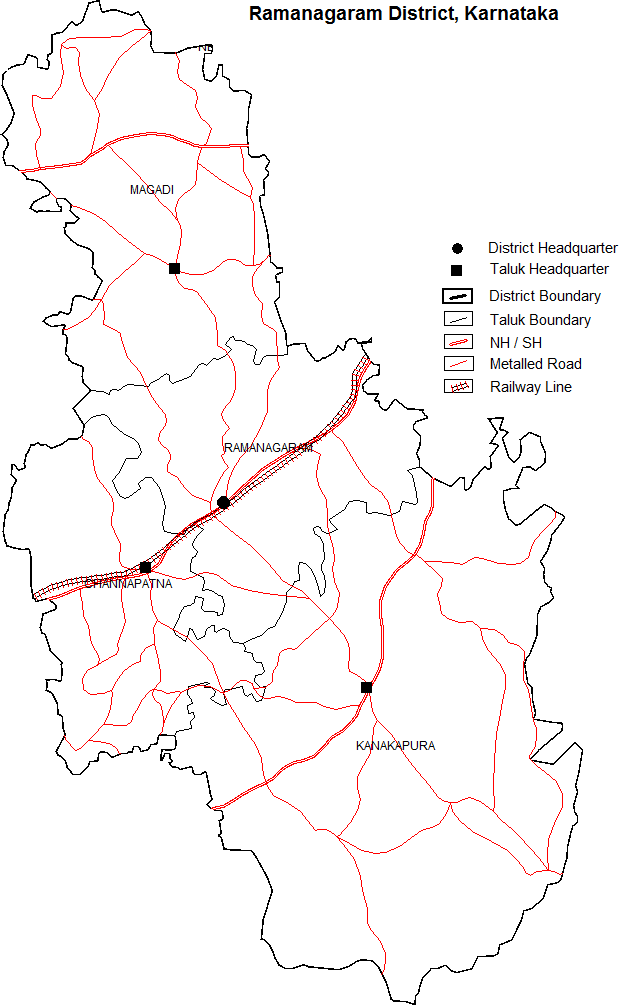 Ramanagaram District, Karnataka
NE
MAGADI
District Headquarter
Taluk Headquarter
District Boundary
Taluk Boundary
NH / SH
Metalled Road
Railway Line
RAMANAGARAM
CHANNAPATNA
KANAKAPURA